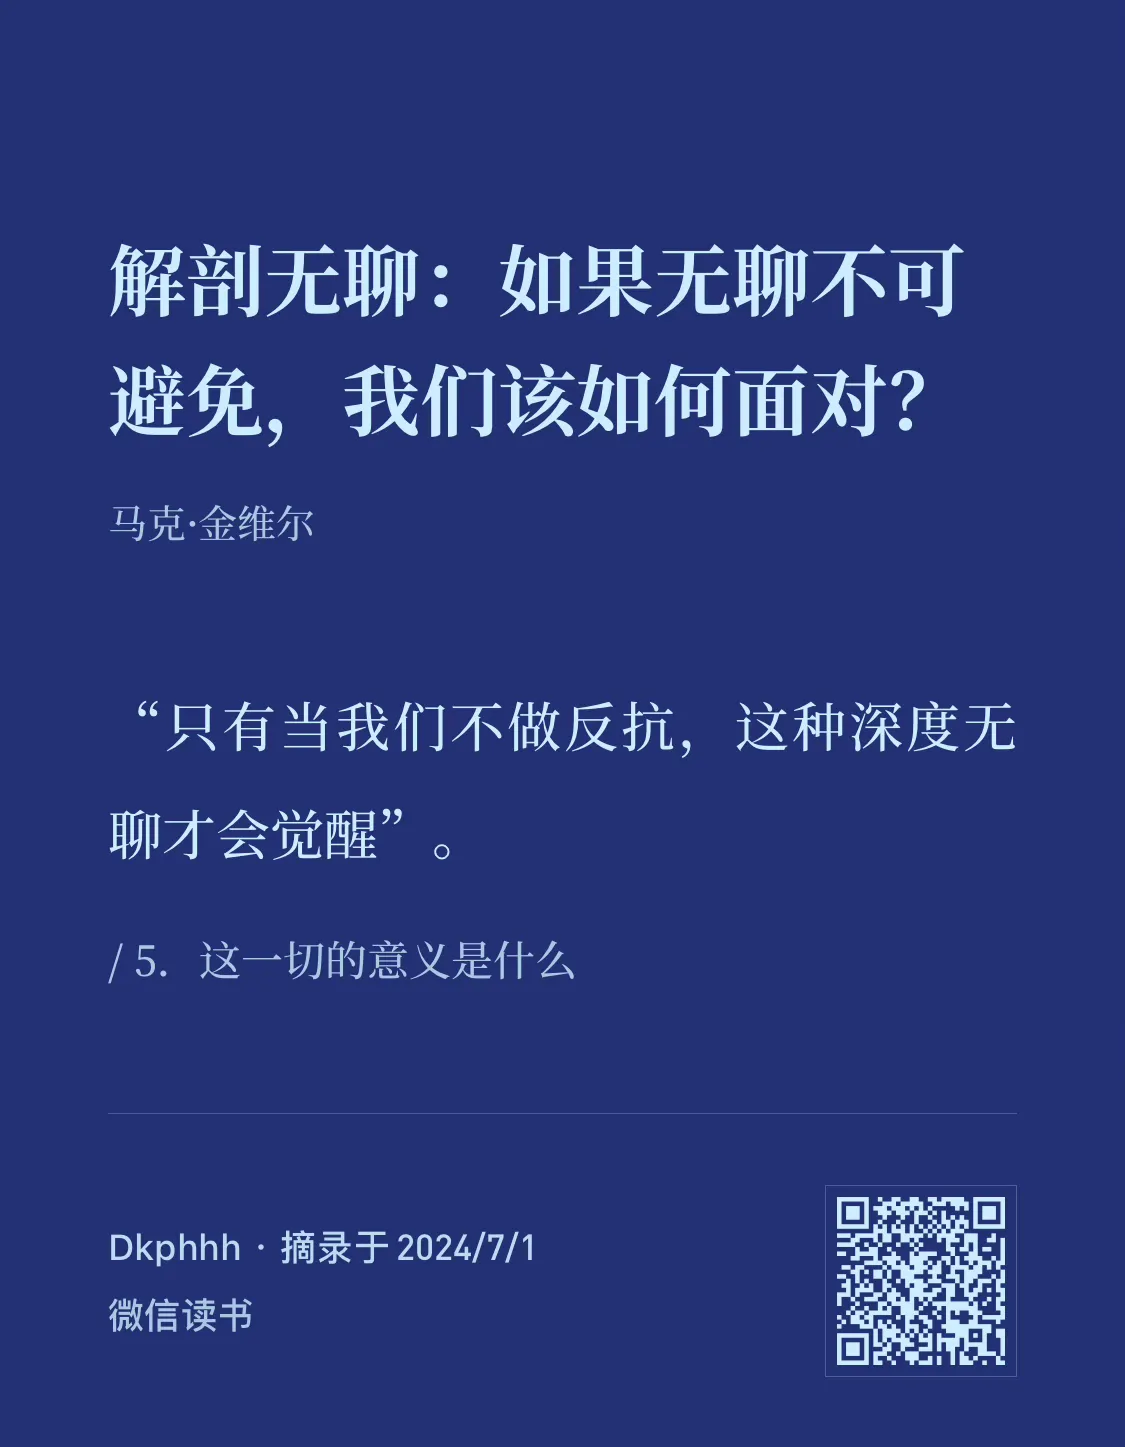 解剖无聊：如果无聊不可
避免，我们该如何面对？
马克·金维尔
“只有当我们不做反抗，这种深度无
聊才会觉醒”。
/ 5. 这一切的意义是什么
Dkphhh · 摘录于 2024/7/1
微信读书